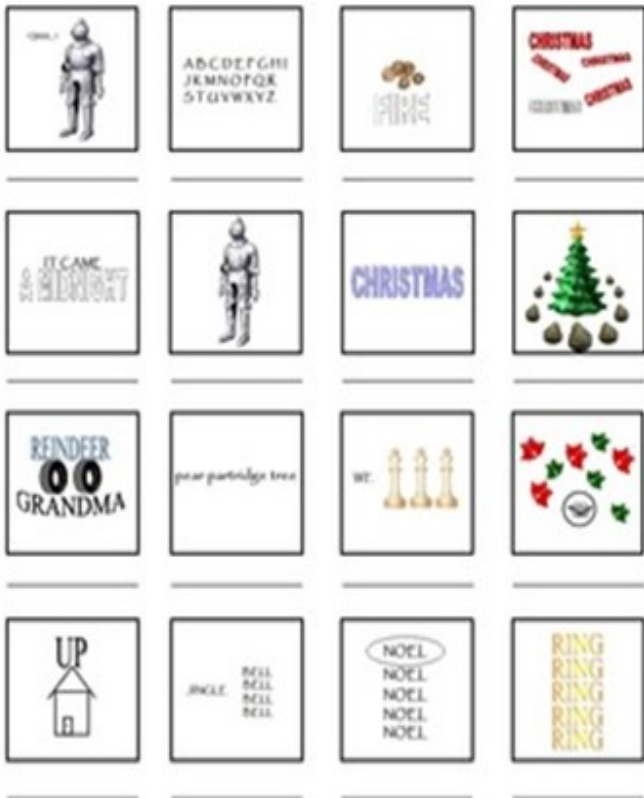 ABCDEFGHI
JKMNOPQR
STUVWXYZ
FIRE
CHRISTMAS
CHRISTMAS
CHRISTMAS
CHRISTMAS
CHRISTMAS
IT CAME
MIDNIGHT
CHRISTMAS
REINDEER
GRANDMA
pear partridge tree
WE
UP
JINGLE
BELL
BELL
BELL
BELL
NOEL
NOEL
NOEL
NOEL
NOEL
RING
RING
RING
RING
RING